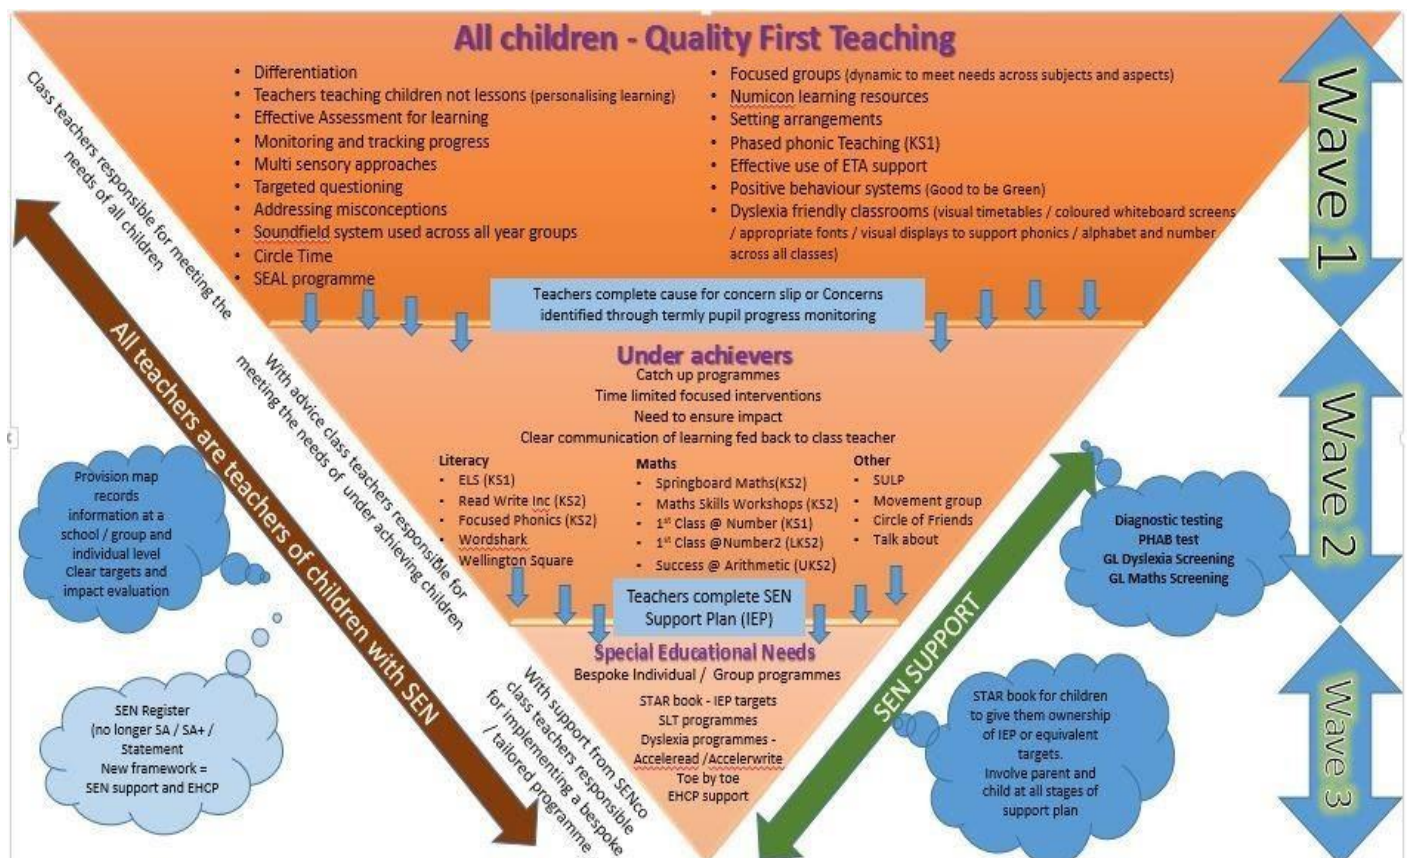 All children - Quality First Teaching
• Differentiation
• Teachers teaching children not lessons (personalising learning)
• Effective Assessment for learning
• Monitoring and tracking progress
• Multi sensory approaches
• Targeted questioning
• Addressing misconceptions
• Soundfield system used across all year groups
• Circle Time
• SEAL programme
• Focused groups (dynamic to meet needs across subjects and aspects)
• Numicon learning resources
• Setting arrangements
• Phased phonic Teaching (KS1)
• Effective use of ETA support
• Positive behaviour systems (Good to be Green)
• Dyslexia friendly classrooms (visual timetables / coloured whiteboard screens
/ appropriate fonts / visual displays to support phonics / alphabet and number
across all classes)
Teachers complete cause for concern slip or Concerns
identified through termly pupil progress monitoring
Wave 1
Class teachers responsible for meeting the
needs of all children
Under achievers
Catch up programmes
Time limited focused interventions
Need to ensure impact
Clear communication of learning fed back to class teacher
Literacy
• ELS (KS1)
• Read Write Inc (KS2)
• Focused Phonics (KS2)
• Wordshark
Wellington Square
Maths
• Springboard Maths(KS2)
• Maths Skills Workshops (KS2)
• 1st Class @ Number (KS1)
• 1st Class @Number2 (LKS2)
• Success @ Arithmetic (UKS2)
Other
• SULP
• Movement group
• Circle of Friends
• Talk about
Teachers complete SEN
Support Plan (IEP)
Wave 2
With advice class teachers responsible for
meeting the needs of under achieving children
All teachers are teachers of children with SEN
Special Educational Needs
Bespoke Individual / Group programmes
STAR book - IEP targets
SLT programmes
Dyslexia programmes -
Acceleread /Accelerwrite
Toe by toe
EHCP support
Wave 3
With support from SENco
class teachers responsible
for implementing a bespoke
/ tailored programme
SEN SUPPORT
Provision map
records
information at a
school / group and
individual level
Clear targets and
impact evaluation
SEN Register
(no longer SA / SA+ /
Statement
New framework =
SEN support and EHCP
Diagnostic testing
PHAB test
GL Dyslexia Screening
GL Maths Screening
STAR book for children
to give them ownership
of IEP or equivalent
targets.
Involve parent and
child at all stages of
support plan